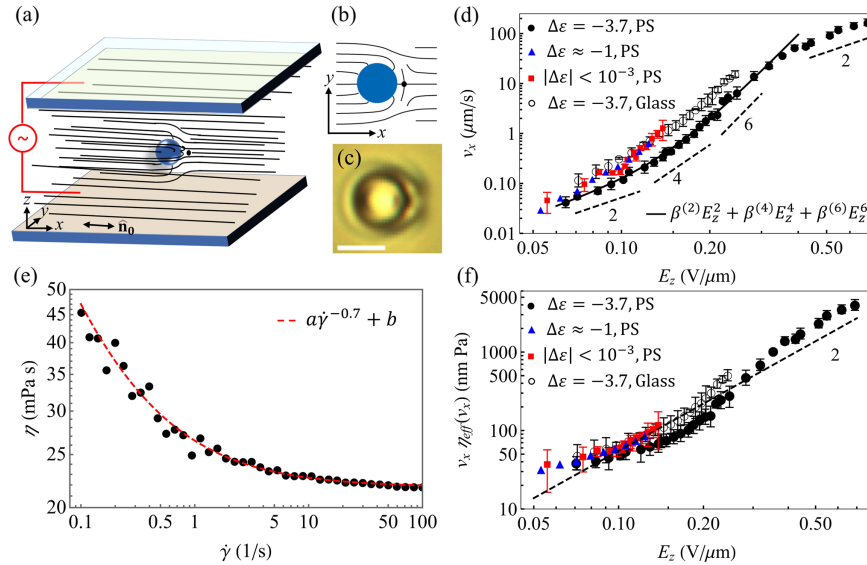 (a)
~
z
y
x
n̂₀
(b)
y
x
(c)
(d)
Δε = −3.7, PS
Δε ≈ −1, PS
|Δε| < 10⁻³, PS
Δε = −3.7, Glass
vₓ (μm/s)
100
10
1
0.10
0.01
2
6
4
2
β⁽²⁾E_z² + β⁽⁴⁾E_z⁴ + β⁽⁶⁾E_z⁶
0.05 0.10 0.20 0.50
E_z (V/μm)
(e)
η (mPa s)
50
45
40
35
30
25
20
aγ̇⁻⁰·⁷ + b
0.1 0.5 1 5 10 50 100
γ̇ (1/s)
(f)
Δε = −3.7, PS
Δε ≈ −1, PS
|Δε| < 10⁻³, PS
Δε = −3.7, Glass
vₓ η_eff(vₓ) (nm Pa)
5000
1000
500
100
50
10
2
0.05 0.10 0.20 0.50
E_z (V/μm)